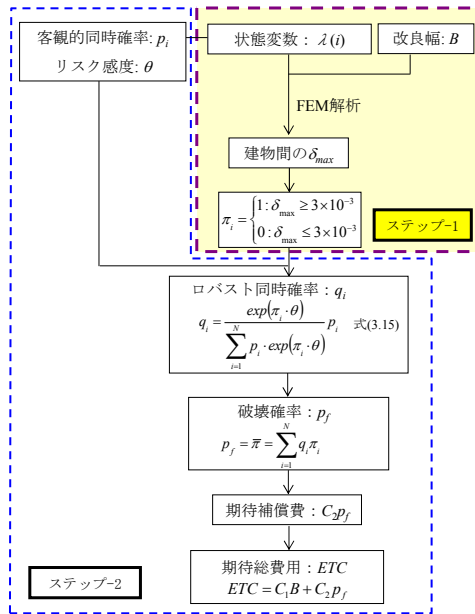 客観的同時確率: p_i
リスク感度: θ
状態変数： λ(i)
改良幅: B
FEM解析
建物間のδ_max
π_i = { 1 : δ_max ≥ 3×10^-3
0 : δ_max ≤ 3×10^-3
ステップ-1
ロバスト同時確率：q_i
q_i = exp(π_i・θ) / Σ_{i=1}^{N} p_i・exp(π_i・θ) p_i 式(3.15)
破壊確率：p_f
p_f = π̄ = Σ_{i=1}^{N} q_i π_i
期待補償費：C_2 p_f
期待総費用：ETC
ETC = C_1 B + C_2 p_f
ステップ-2